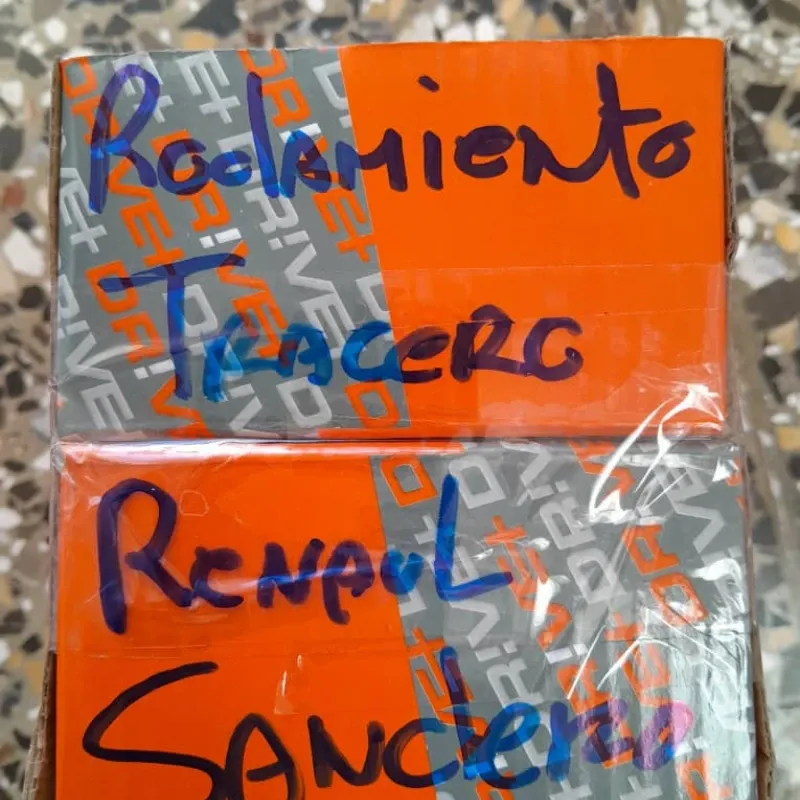 Rodamiento
Tracero
Renaul
Sandero